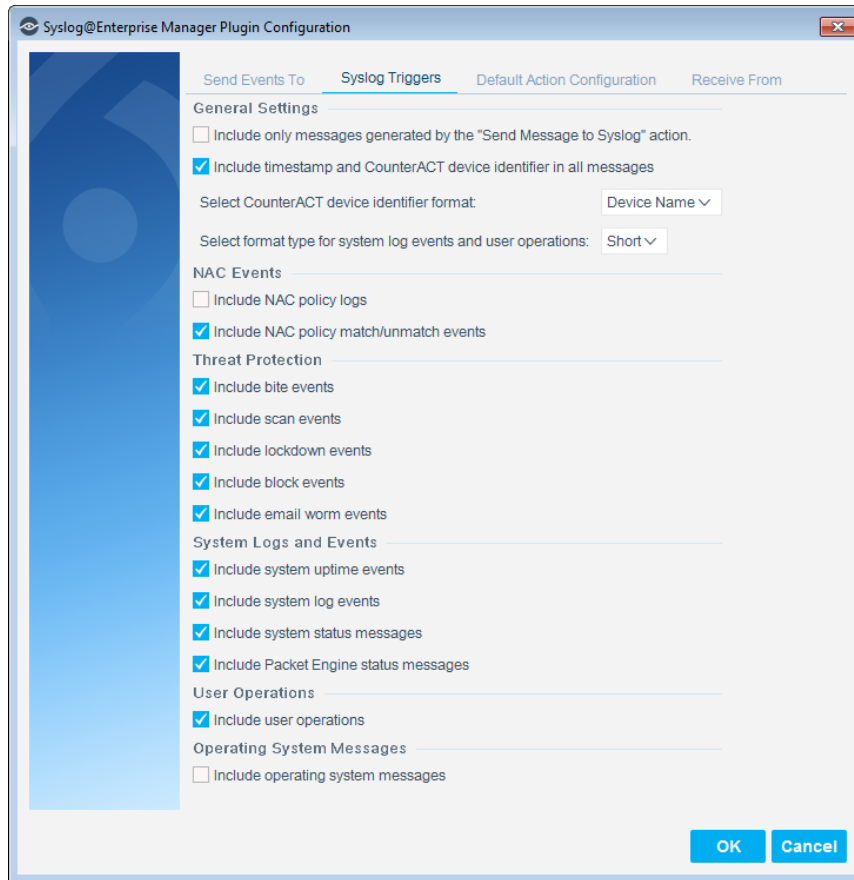 Syslog@Enterprise Manager Plugin Configuration
Send Events To Syslog Triggers Default Action Configuration Receive From
General Settings
Include only messages generated by the "Send Message to Syslog" action.
Include timestamp and CounterACT device identifier in all messages
Select CounterACT device identifier format: Device Name
Select format type for system log events and user operations: Short
NAC Events
Include NAC policy logs
Include NAC policy match/unmatch events
Threat Protection
Include bite events
Include scan events
Include lockdown events
Include block events
Include email worm events
System Logs and Events
Include system uptime events
Include system log events
Include system status messages
Include Packet Engine status messages
User Operations
Include user operations
Operating System Messages
Include operating system messages
OK Cancel